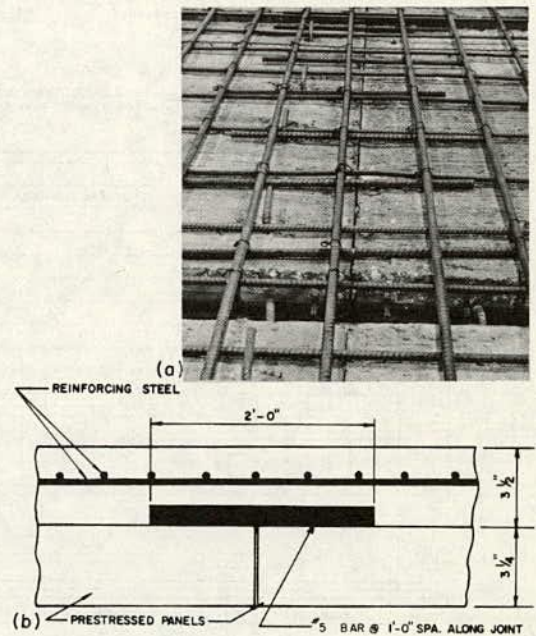 (a)
REINFORCING STEEL
2'-0"
3 1/2"
3 1/4"
(b)
PRESTRESSED PANELS
#5 BAR @ 1'-0" SPA. ALONG JOINT